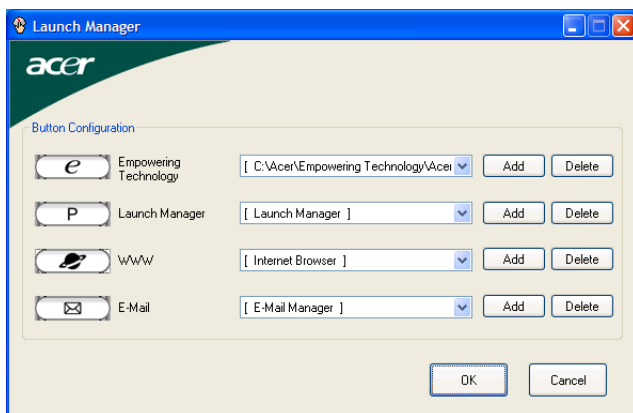 Launch Manager
acer
Button Configuration
e Empowering Technology [ C:\Acer\Empowering Technology\Acer Add Delete
P Launch Manager [ Launch Manager ] Add Delete
WWW [ Internet Browser ] Add Delete
E-Mail [ E-Mail Manager ] Add Delete
OK Cancel